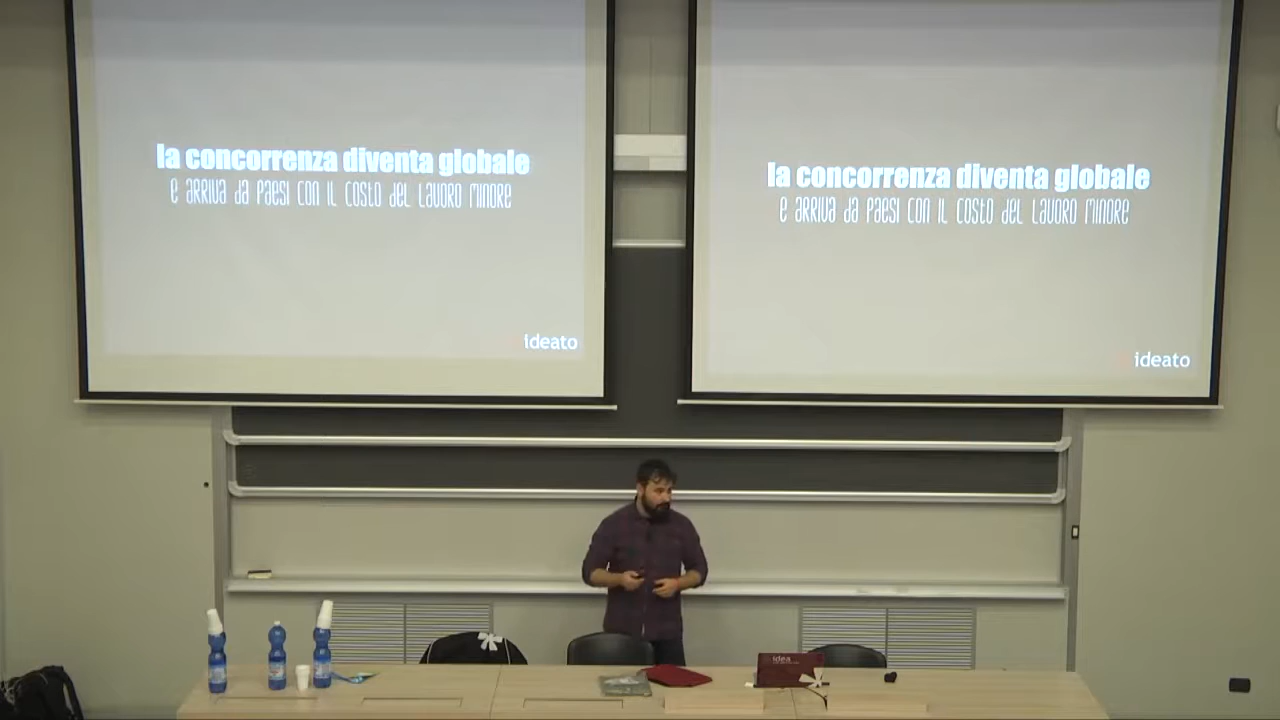 la concorrenza diventa globale
e arriva da paesi con il costo del lavoro minore
ideato
la concorrenza diventa globale
e arriva da paesi con il costo del lavoro minore
ideato
idea